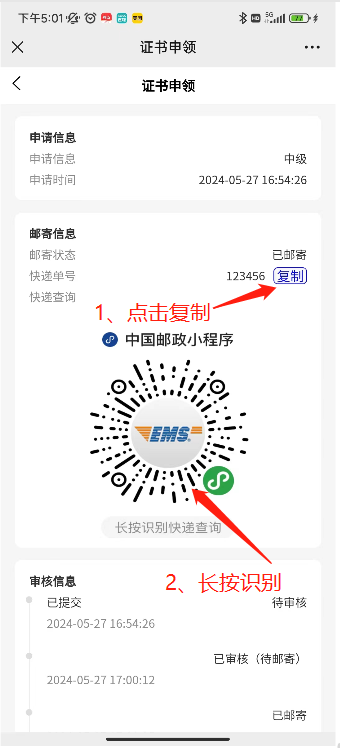 下午5:01
HD 5G 77
证书申领
证书申领
申请信息
申请信息 中级
申请时间 2024-05-27 16:54:26
邮寄信息
邮寄状态 已邮寄
快递单号 123456 复制
快递查询
1、点击复制
中国邮政小程序
EMS
长按识别快递查询
2、长按识别
审核信息
已提交 待审核
2024-05-27 16:54:26
已审核（待邮寄）
2024-05-27 17:00:12
已邮寄